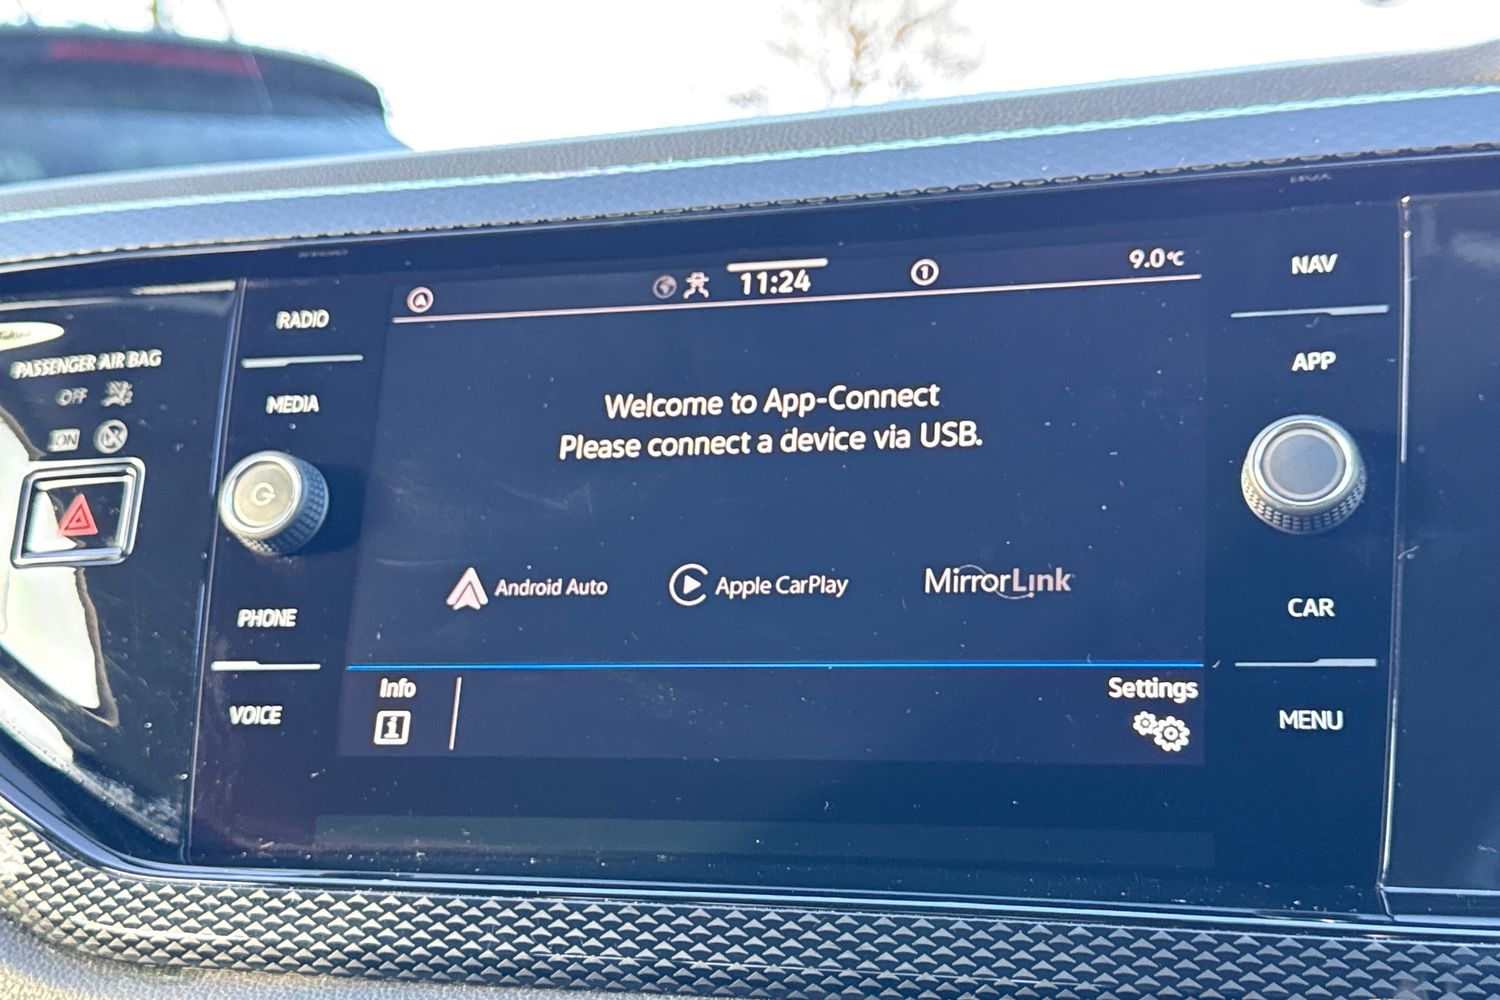 PASSENGER AIR BAG
OFF
ON
RADIO
MEDIA
PHONE
VOICE
11:24
1
9.0°C
Welcome to App-Connect
Please connect a device via USB.
Android Auto
Apple CarPlay
MirrorLink
Info
i
Settings
NAV
APP
CAR
MENU